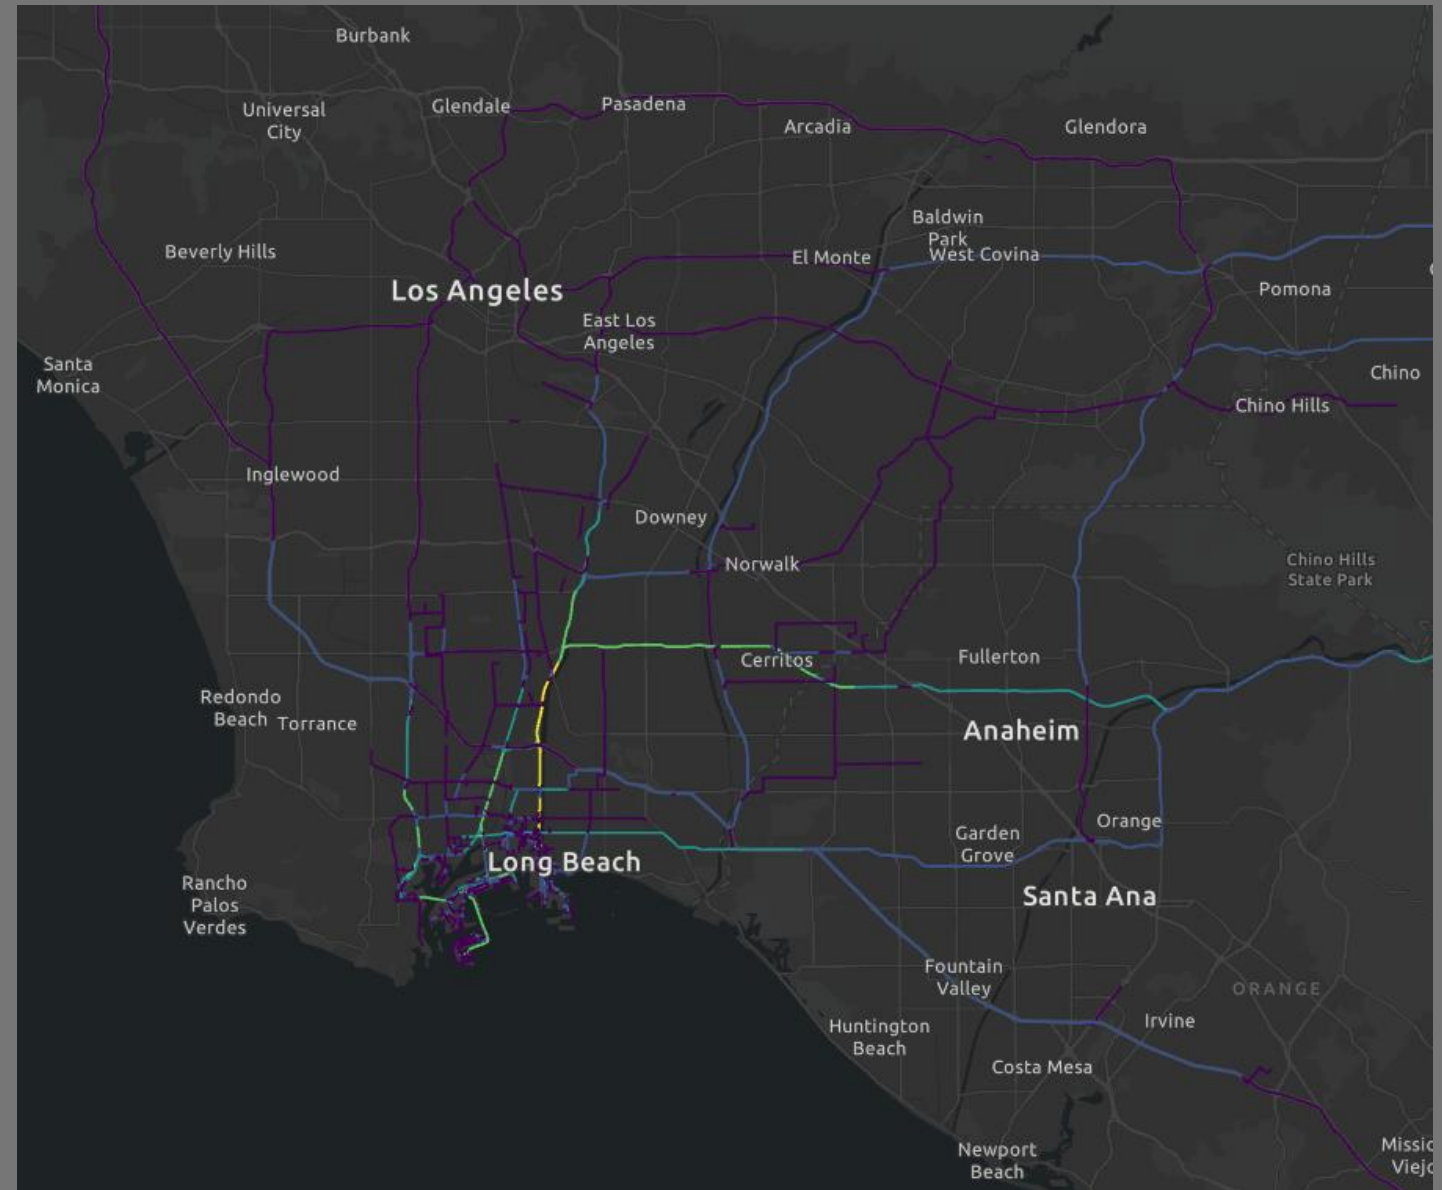 Burbank
Universal
City
Glendale
Pasadena
Arcadia
Glendora
Beverly Hills
Baldwin
Park
El Monte
West Covina
Los Angeles
Pomona
East Los
Angeles
Santa
Monica
Chino
Chino Hills
Inglewood
Downey
Norwalk
Chino Hills
State Park
Cerritos
Fullerton
Redondo
Beach
Torrance
Anaheim
Orange
Garden
Grove
Long Beach
Rancho
Palos
Verdes
Santa Ana
Fountain
Valley
ORANGE
Huntington
Beach
Irvine
Costa Mesa
Newport
Beach
Missic
Viejo